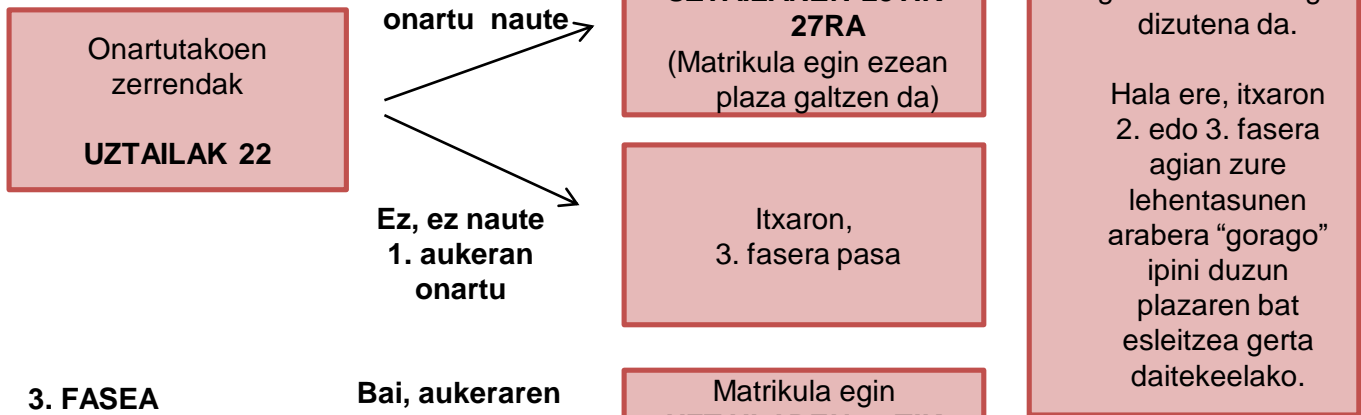 Onartutakoen
zerrendak
UZTAILAK 22
onartu naute
27RA
(Matrikula egin ezean
plaza galtzen da)
Ez, ez naute
1. aukeran
onartu
Itxaron,
3. fasera pasa
dizutena da.
Hala ere, itxaron
2. edo 3. fasera
agian zure
lehentasunen
arabera “gorago”
ipini duzun
plazaren bat
esleitzea gerta
daitekeelako.
3. FASEA
Bai, aukeraren
Matrikula egin